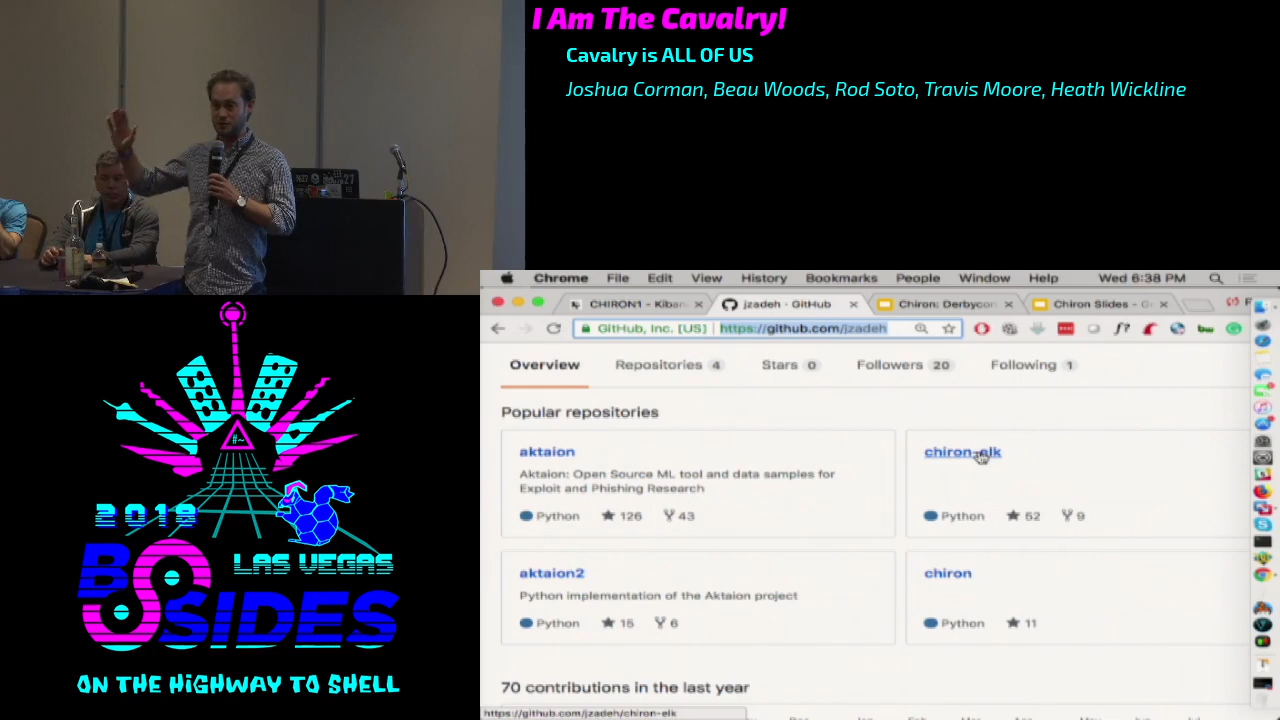 I Am The Cavalry!
Cavalry is ALL OF US
Joshua Corman, Beau Woods, Rod Soto, Travis Moore, Heath Wickline
Chrome File Edit View History Bookmarks People Window Help Wed 6:38 PM
CHIRON1 - Kiban
jzadeh · GitHub
Chiron: Derbycon
Chiron Slides - G
GitHub, Inc. [US] | https://github.com/jzadeh
Overview Repositories 4 Stars 0 Followers 20 Following 1
Popular repositories
aktaion
Aktaion: Open Source ML tool and data samples for
Exploit and Phishing Research
Python 126 43
chiron-elk
Python 52 9
aktaion2
Python implementation of the Aktaion project
Python 15 6
chiron
Python 11
70 contributions in the last year
https://github.com/jzadeh/chiron-elk
#~
2018
BSIDES
LAS VEGAS
ON THE HIGHWAY TO SHELL